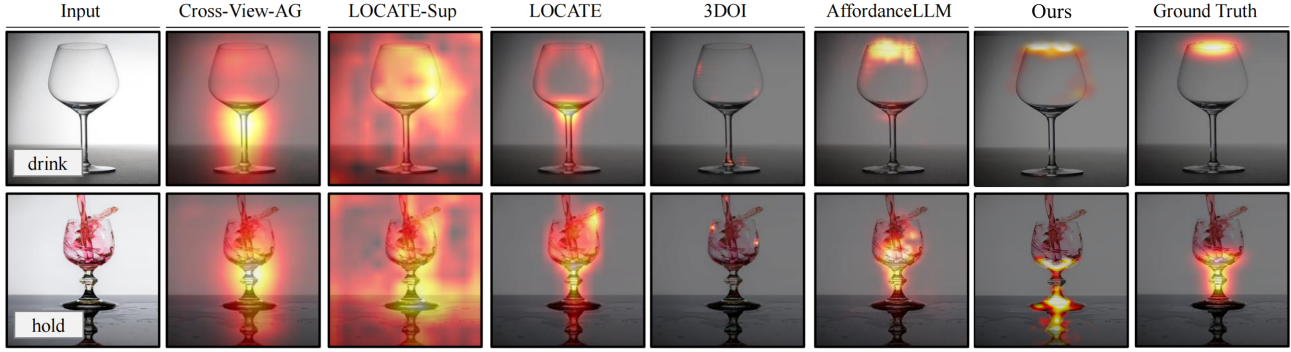 Input Cross-View-AG LOCATE-Sup LOCATE 3DOI AffordanceLLM Ours Ground Truth
drink
hold